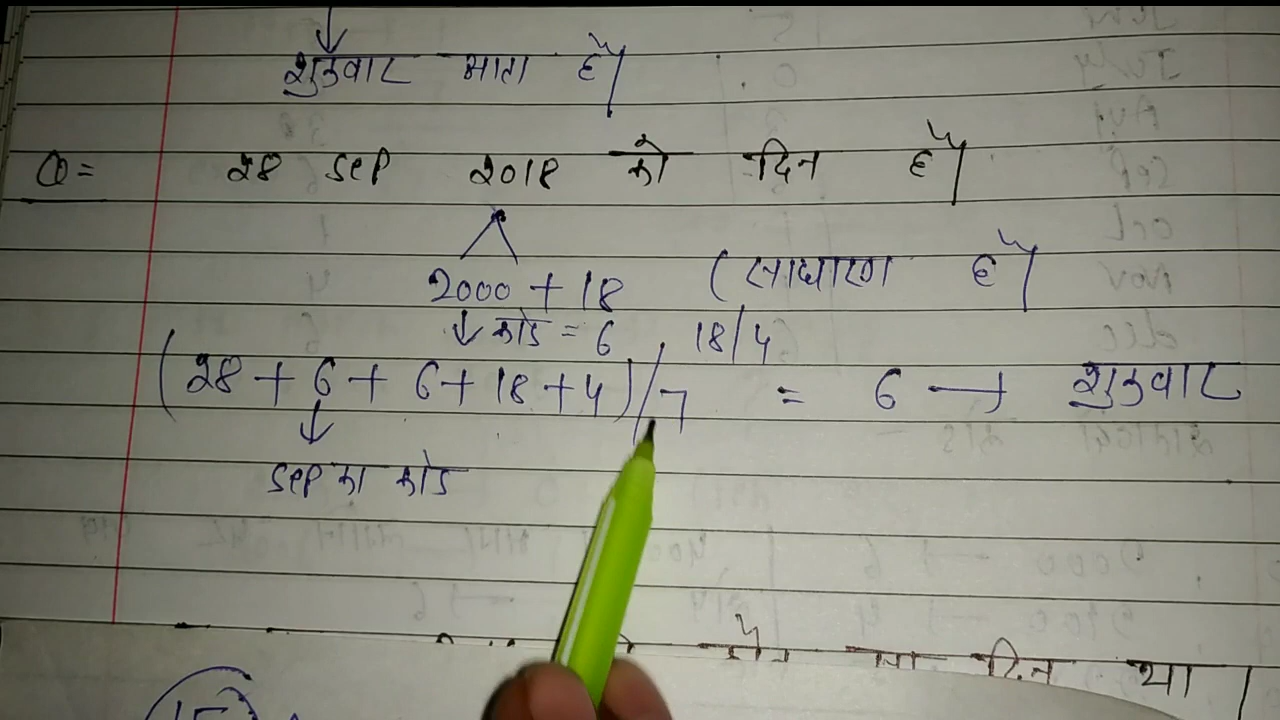 शुक्रवार आता है।
Q = 28 Sep 2018 को दिन है।
2000 + 18 (साधारण है।
कोड = 6 18/4
(28 + 6 + 6 + 18 + 4)/7 = 6 → शुक्रवार
Sep का कोड
दिन था।
15